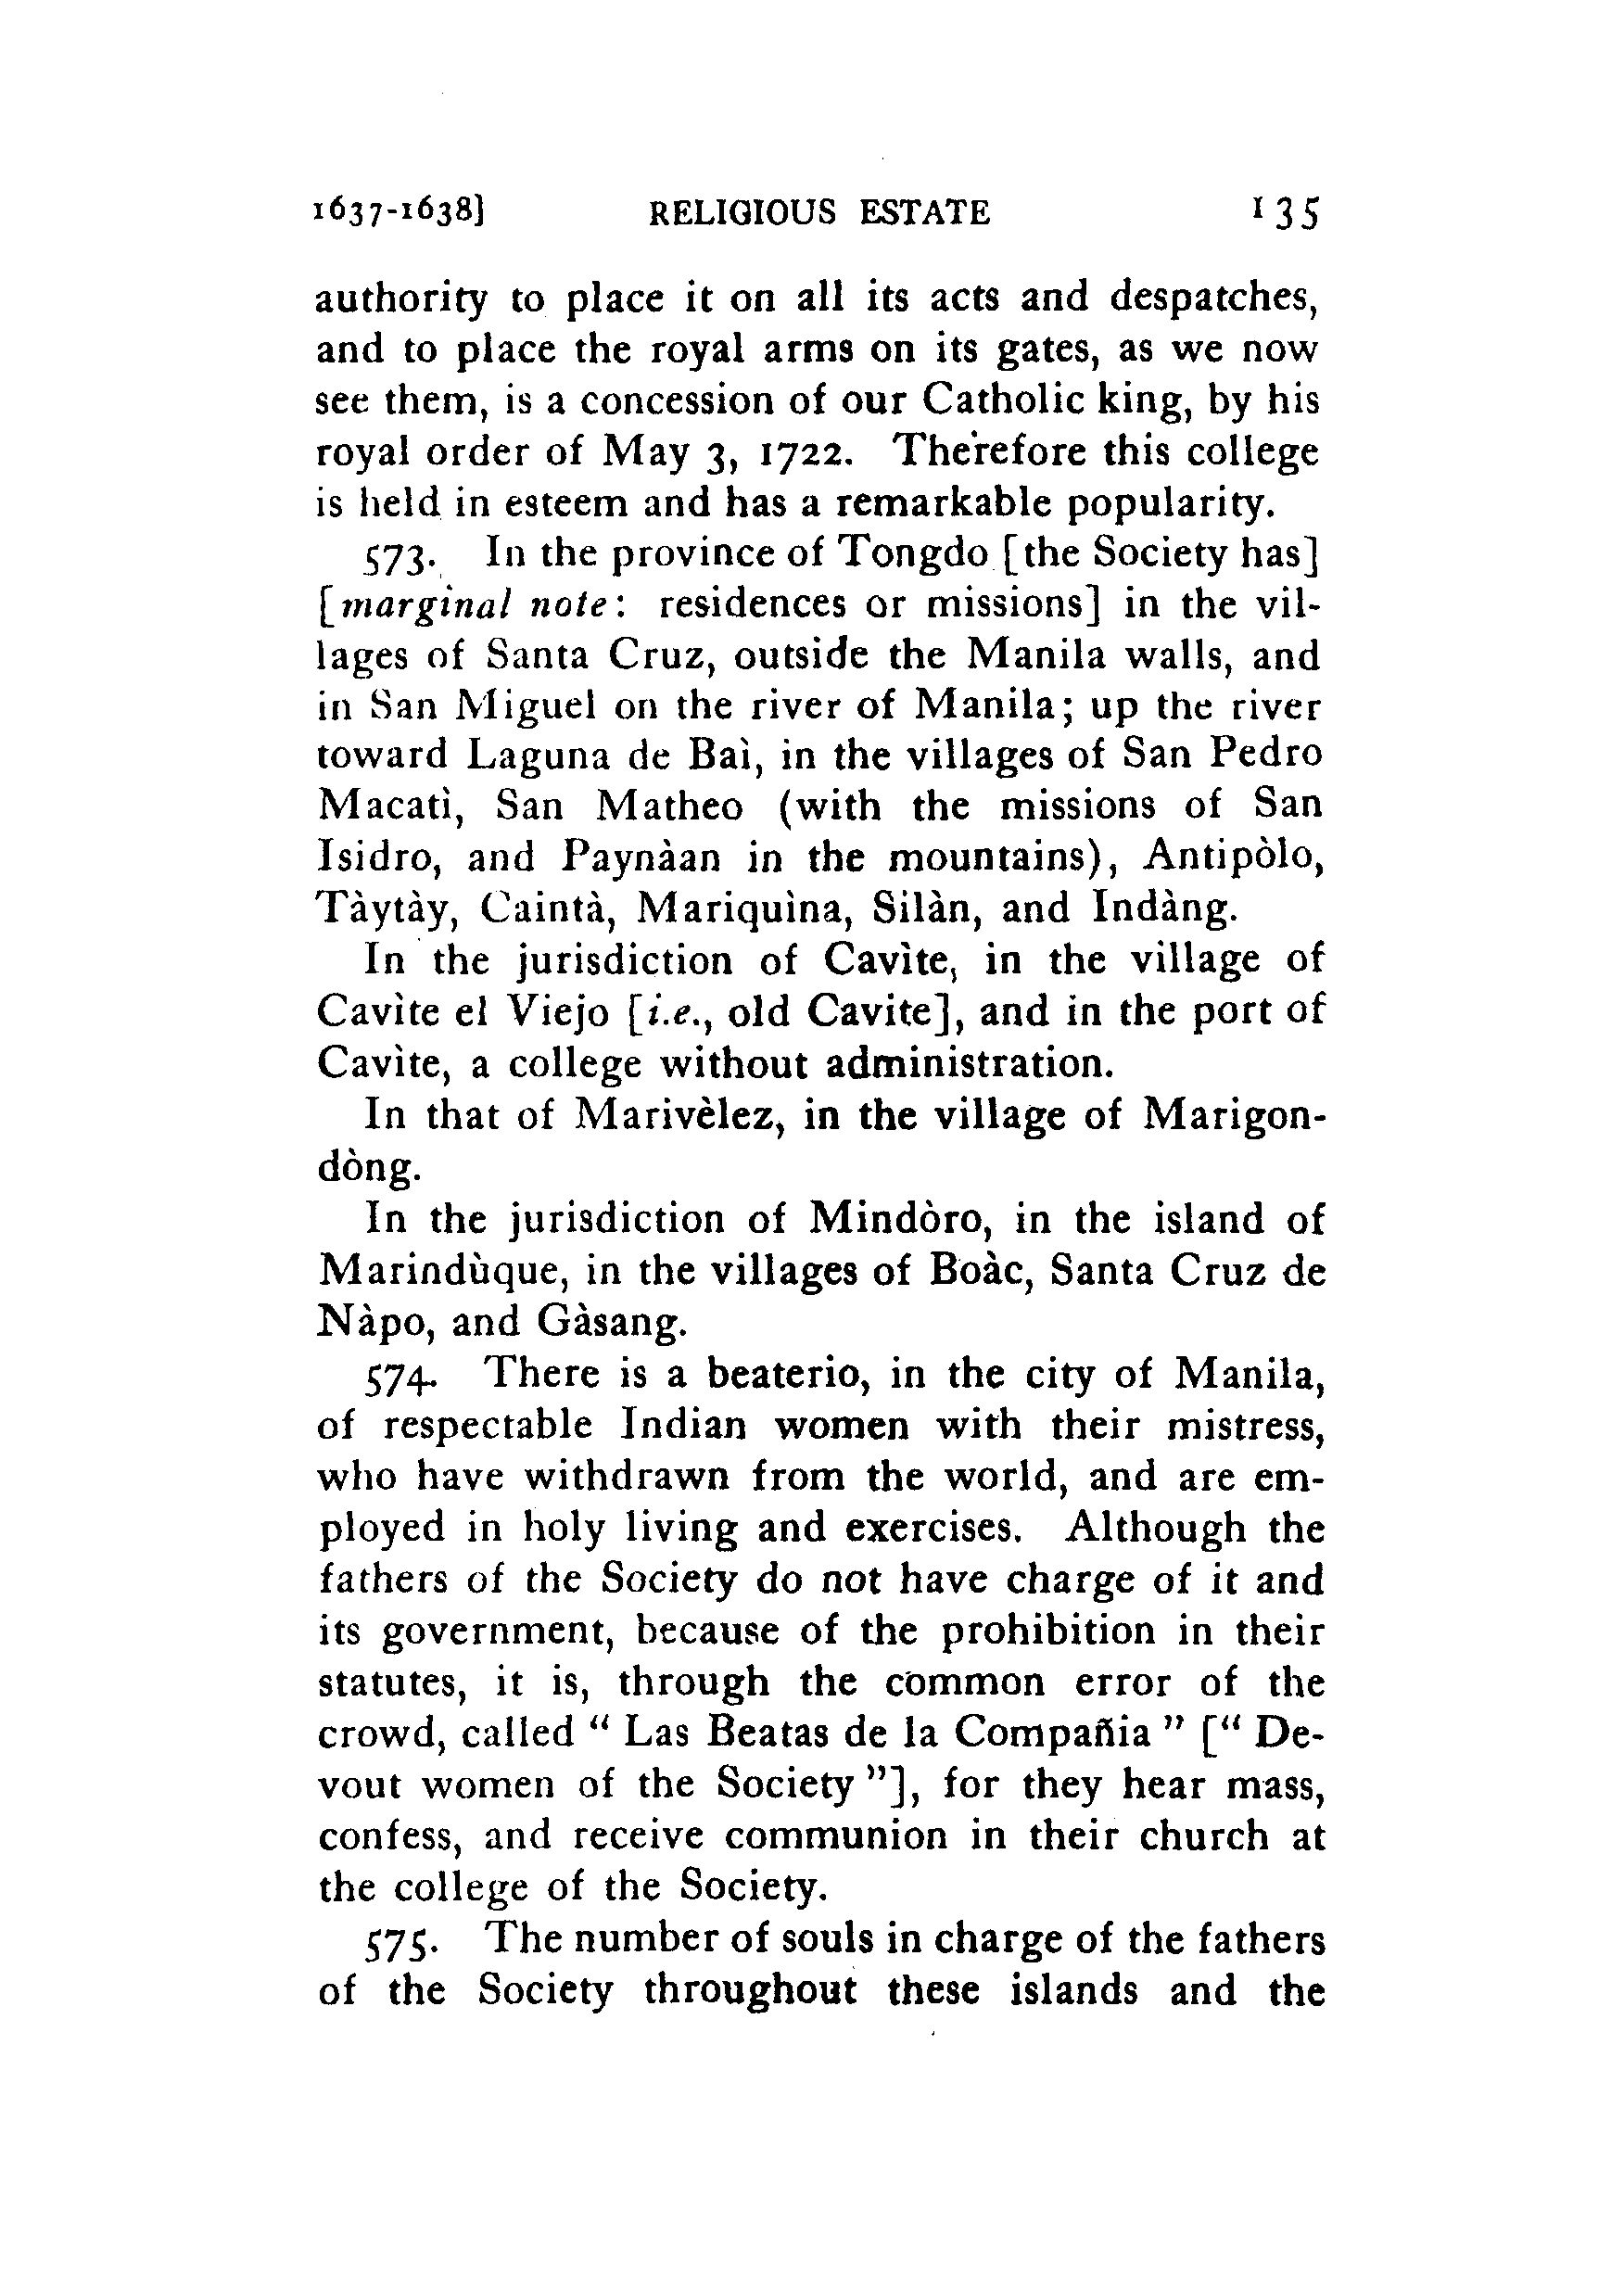 1637-1638] RELIGIOUS ESTATE 135
authority to place it on all its acts and despatches,
and to place the royal arms on its gates, as we now
see them, is a concession of our Catholic king, by his
royal order of May 3, 1722. Therefore this college
is held in esteem and has a remarkable popularity.
573. In the province of Tongdo [the Society has]
[marginal note: residences or missions] in the vil-
lages of Santa Cruz, outside the Manila walls, and
in San Miguel on the river of Manila; up the river
toward Laguna de Baì, in the villages of San Pedro
Macatì, San Matheo (with the missions of San
Isidro, and Paynàan in the mountains), Antipòlo,
Tàytày, Caintà, Mariquìna, Silàn, and Indàng.
In the jurisdiction of Cavìte, in the village of
Cavìte el Viejo [i.e., old Cavite], and in the port of
Cavìte, a college without administration.
In that of Marivèlez, in the village of Marigon-
dòng.
In the jurisdiction of Mindòro, in the island of
Marindùque, in the villages of Boàc, Santa Cruz de
Nàpo, and Gàsang.
574. There is a beaterio, in the city of Manila,
of respectable Indian women with their mistress,
who have withdrawn from the world, and are em-
ployed in holy living and exercises. Although the
fathers of the Society do not have charge of it and
its government, because of the prohibition in their
statutes, it is, through the common error of the
crowd, called “ Las Beatas de la Compañia ” [“ De-
vout women of the Society ”], for they hear mass,
confess, and receive communion in their church at
the college of the Society.
575. The number of souls in charge of the fathers
of the Society throughout these islands and the